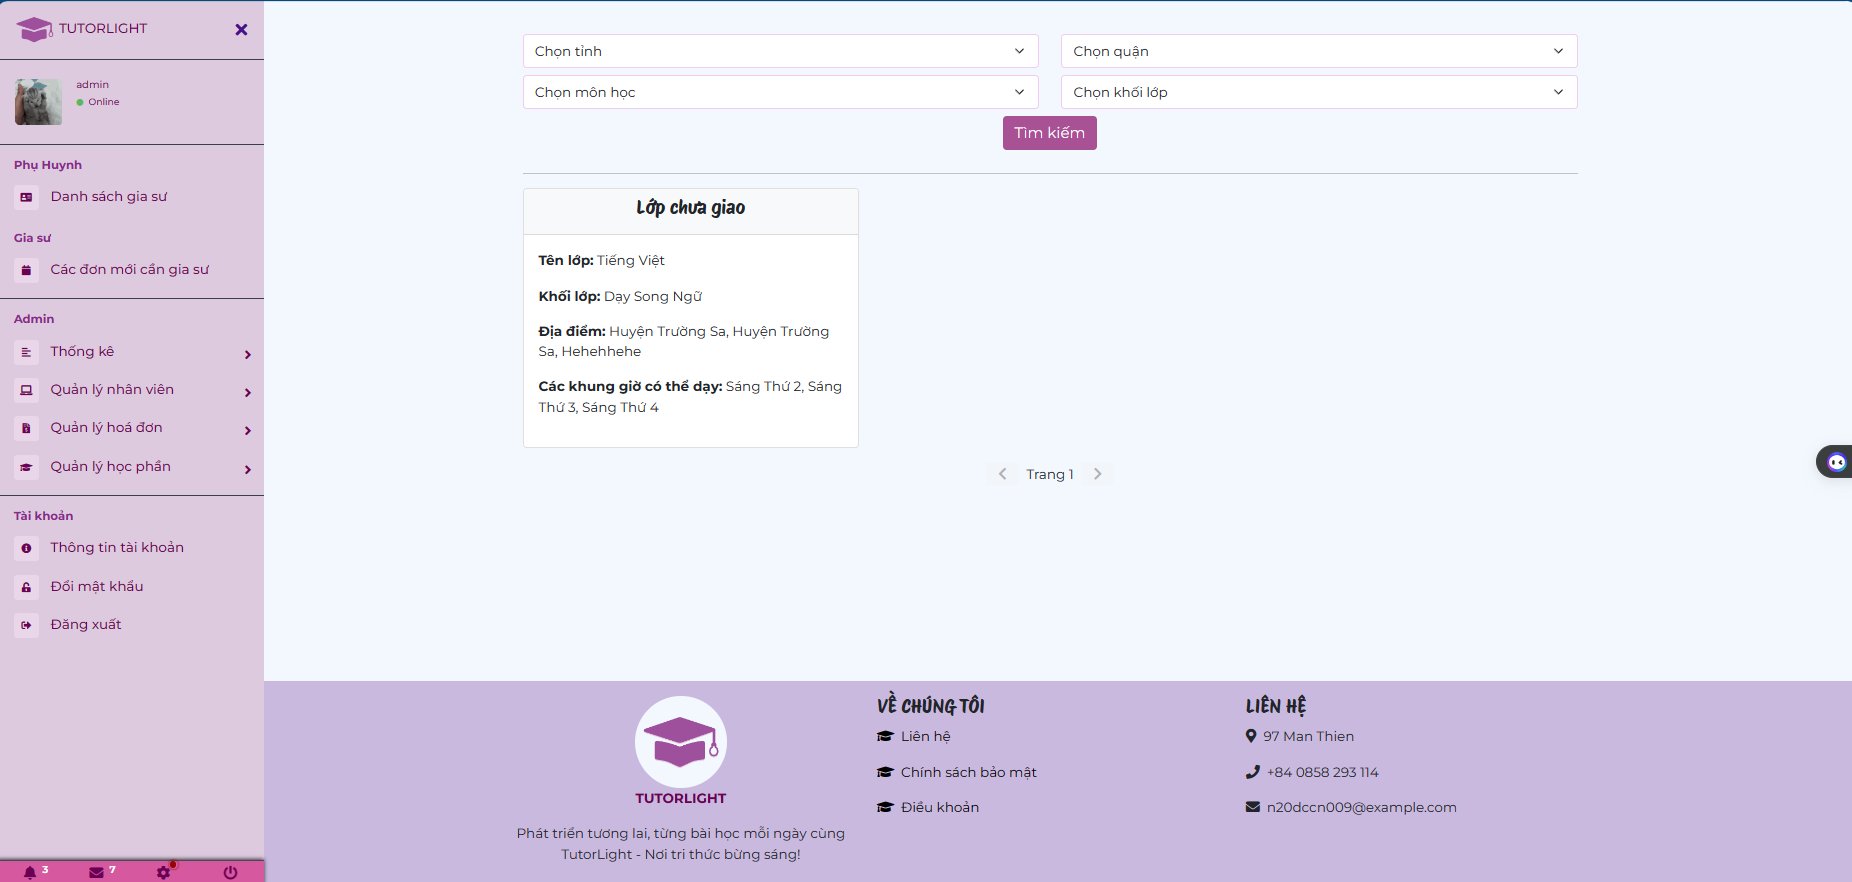 TUTORLIGHT
admin
Online
Phụ Huynh
Danh sách gia sư
Gia sư
Các đơn mới cần gia sư
Admin
Thống kê
Quản lý nhân viên
Quản lý hoá đơn
Quản lý học phần
Tài khoản
Thông tin tài khoản
Đổi mật khẩu
Đăng xuất
3
7
Chọn tỉnh
Chọn quận
Chọn môn học
Chọn khối lớp
Tìm kiếm
Lớp chưa giao
Tên lớp: Tiếng Việt
Khối lớp: Dạy Song Ngữ
Địa điểm: Huyện Trường Sa, Huyện Trường
Sa, Hehehhehe
Các khung giờ có thể dạy: Sáng Thứ 2, Sáng
Thứ 3, Sáng Thứ 4
Trang 1
TUTORLIGHT
Phát triển tương lai, từng bài học mỗi ngày cùng
TutorLight - Nơi tri thức bừng sáng!
VỀ CHÚNG TÔI
Liên hệ
Chính sách bảo mật
Điều khoản
LIÊN HỆ
97 Man Thien
+84 0858 293 114
n20dccn009@example.com